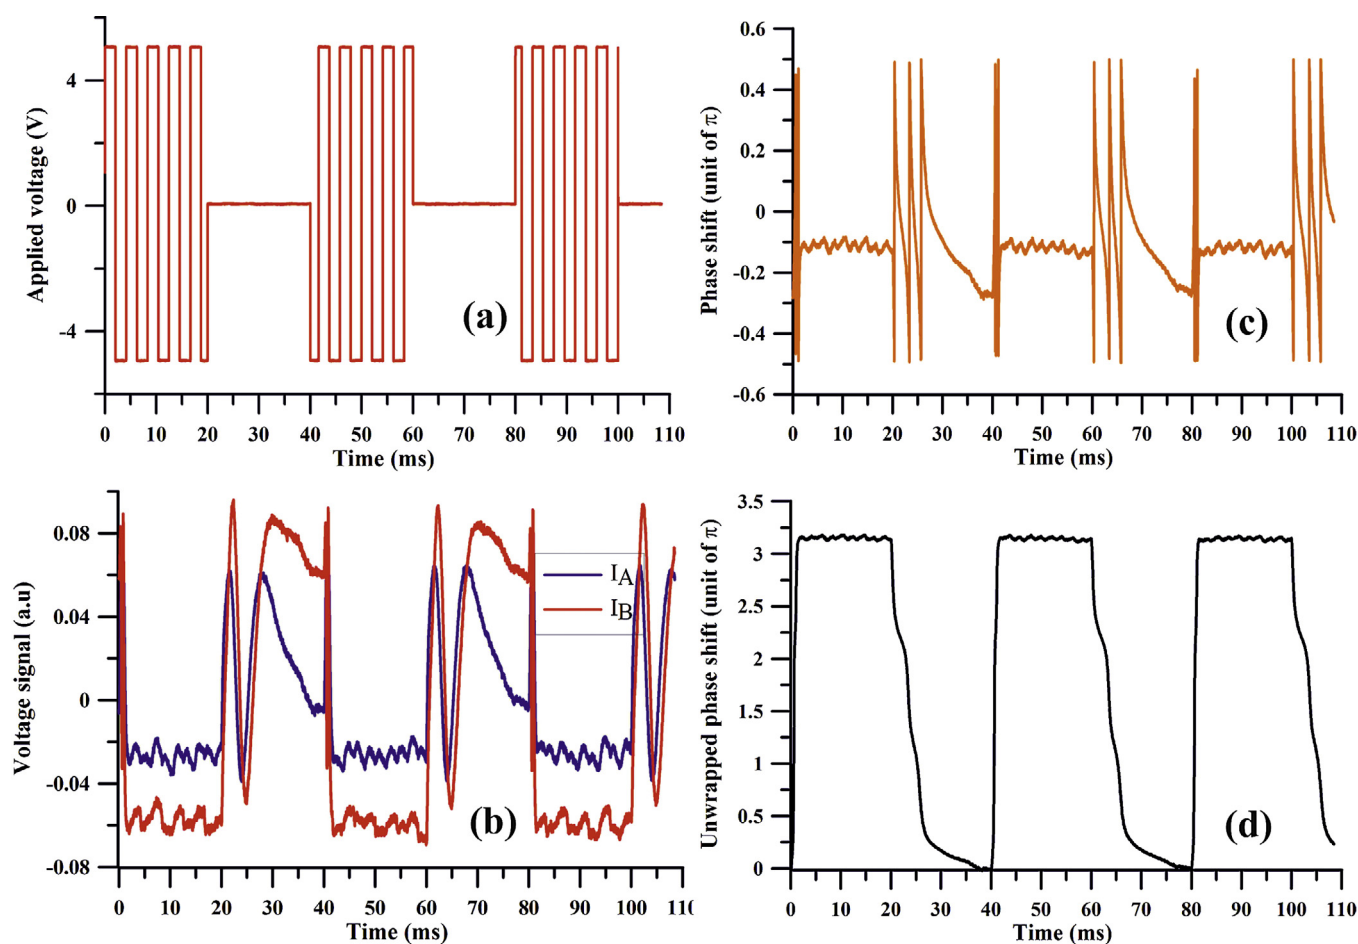 Applied voltage (V)
4
0
-4
(a)
0 10 20 30 40 50 60 70 80 90 100 110
Time (ms)
Phase shift (unit of π)
0.6
0.4
0.2
0
-0.2
-0.4
-0.6
(c)
0 10 20 30 40 50 60 70 80 90 100 110
Time (ms)
Voltage signal (a.u)
0.08
0.04
0
-0.04
-0.08
IA
IB
(b)
0 10 20 30 40 50 60 70 80 90 100 110
Time (ms)
Unwrapped phase shift (unit of π)
3.5
3
2.5
2
1.5
1
0.5
0
(d)
0 10 20 30 40 50 60 70 80 90 100 110
Time (ms)